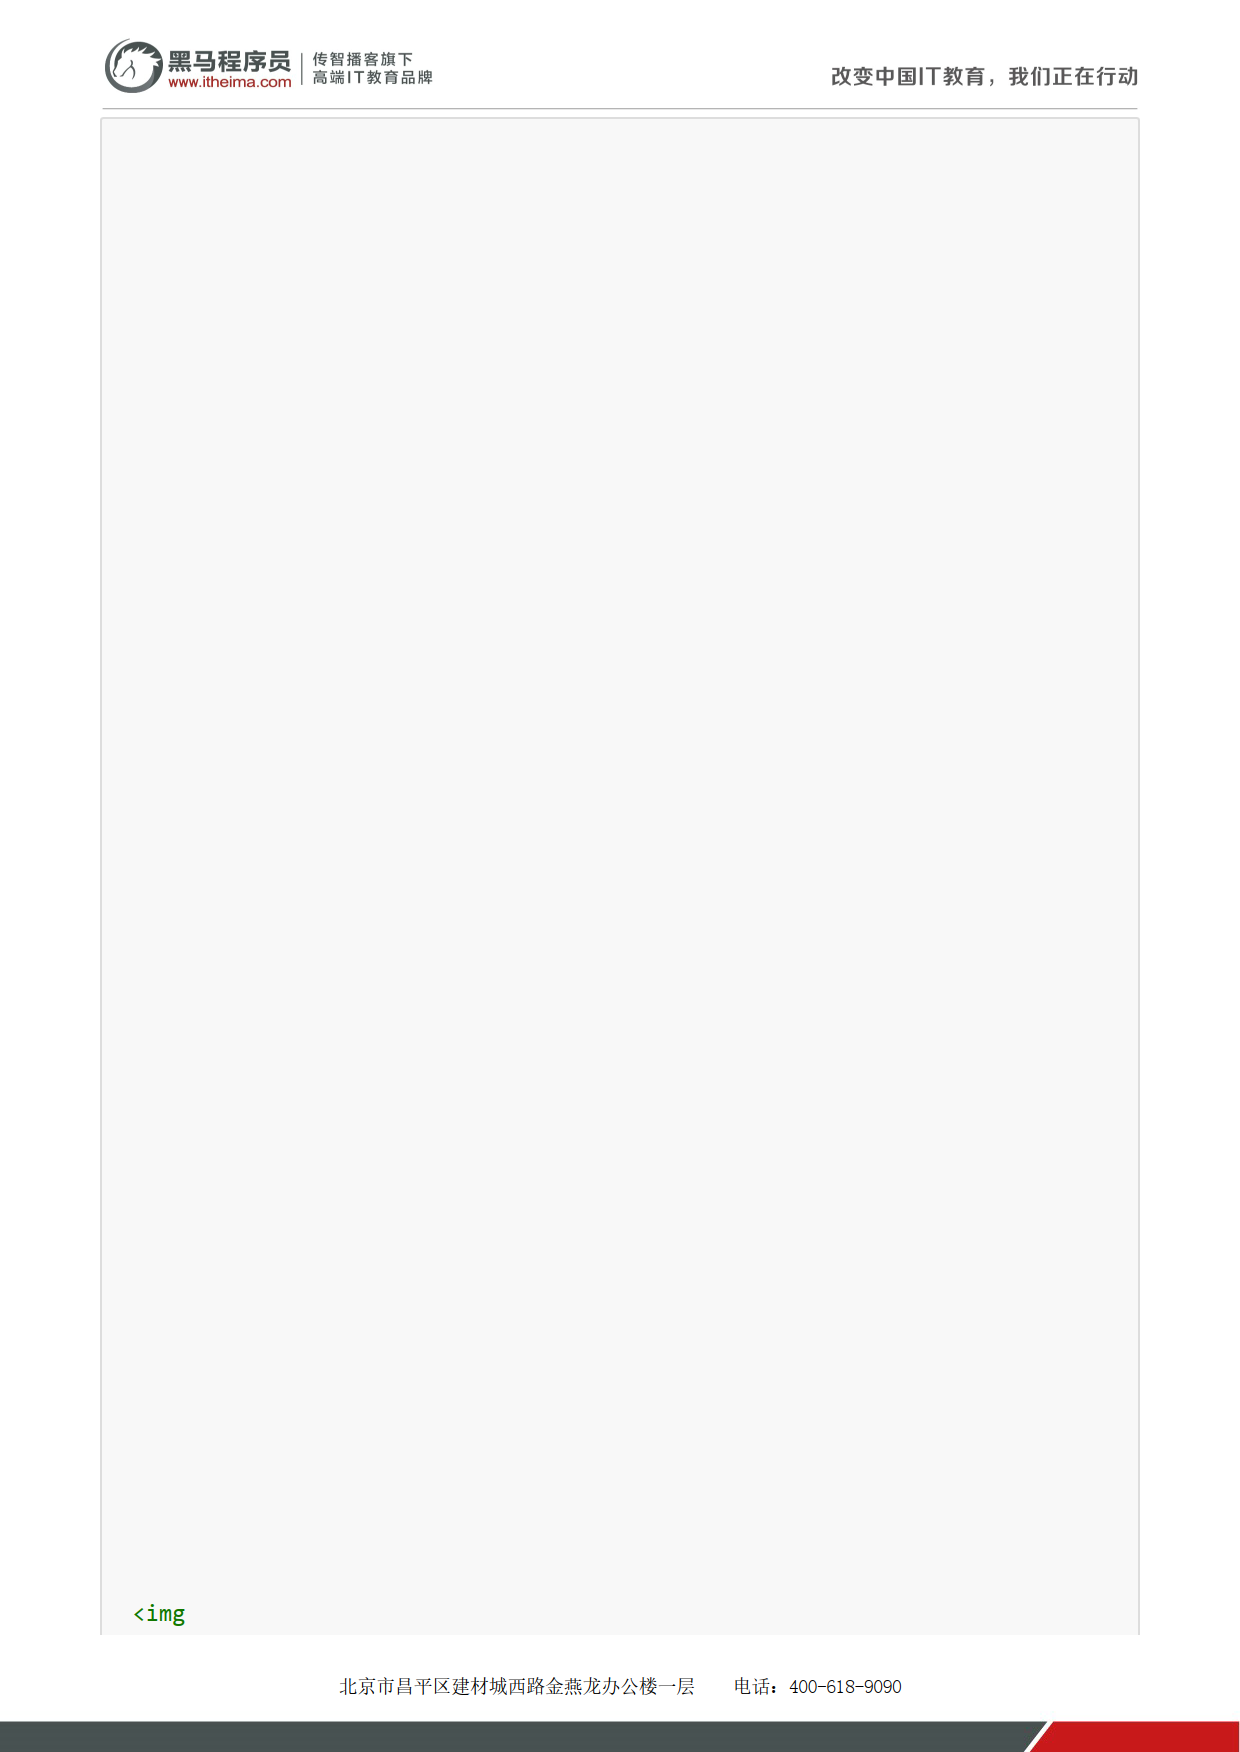 黑马程序员
www.itheima.com
传智播客旗下
高端IT教育品牌
改变中国IT教育，我们正在行动
<img
北京市昌平区建材城西路金燕龙办公楼一层 电话：400-618-9090